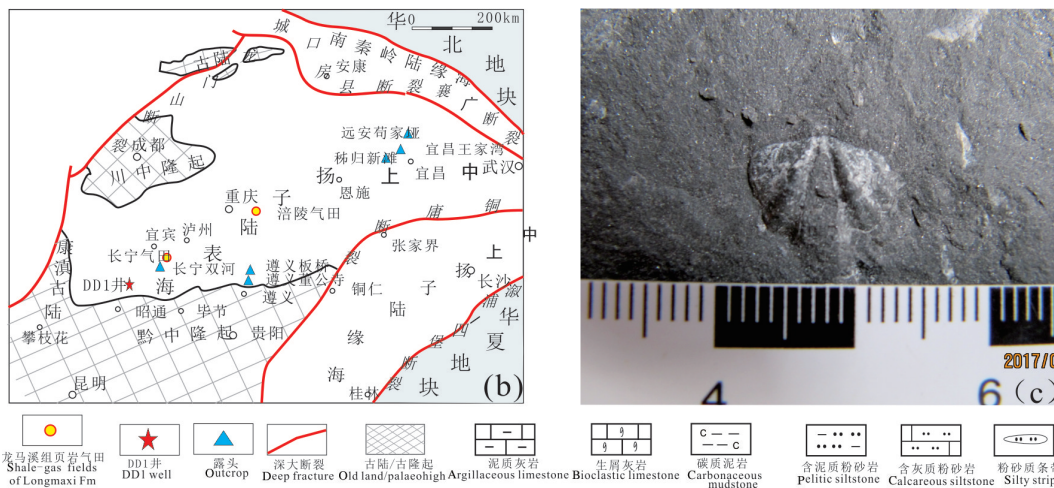 华
0 200km
北
地
块
城口南秦岭陆缘海
房县断裂
襄广断裂
安康
古陆
龙门山断裂
成都
川中隆起
远安苟家垭
宜昌王家湾
秭归新滩
宜昌
武汉
恩施
中上扬子陆表海
重庆
涪陵气田
泸州
宜宾
长宁气田
长宁双河
DD1井
遵义板桥
遵义董公寺
遵义
康滇古陆
攀枝花
昭通
毕节
黔中隆起
贵阳
昆明
张家界
铜仁
长沙
桂林
中上扬子陆缘海
华夏地块
(b)
4
6
(c)
2017/0
龙马溪组页岩气田
Shale-gas fields
of Longmaxi Fm
DD1井
DD1 well
露头
Outcrop
深大断裂
Deep fracture
古陆/古隆起
Old land/palaeohigh
泥质灰岩
Argillaceous limestone
生屑灰岩
Bioclastic limestone
碳质泥岩
Carbonaceous
mudstone
含泥质粉砂岩
Pelitic siltstone
含灰质粉砂岩
Calcareous siltstone
粉砂质条
Silty strip